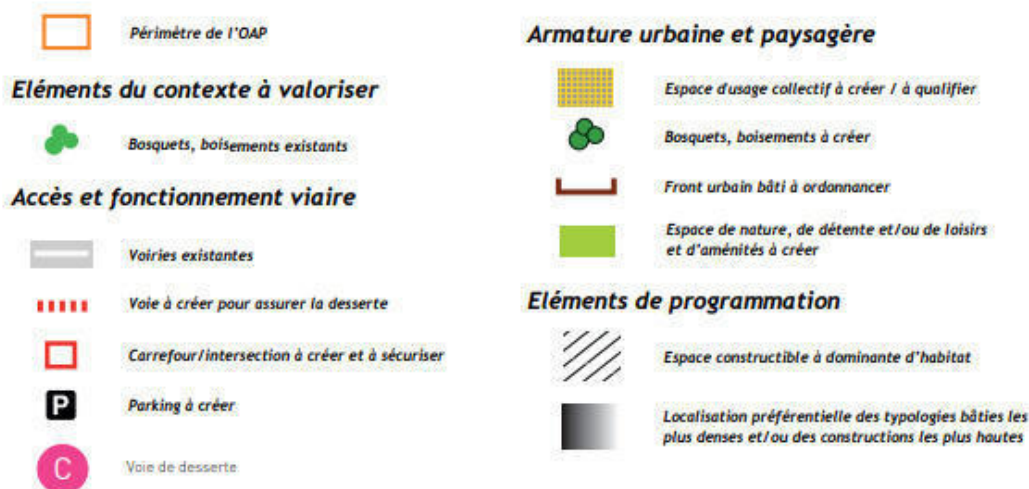 Périmètre de l'OAP
Eléments du contexte à valoriser
Bosquets, boisements existants
Accès et fonctionnement viaire
Voiries existantes
Voie à créer pour assurer la desserte
Carrefour/intersection à créer et à sécuriser
P
Parking à créer
C
Voie de desserte
Armature urbaine et paysagère
Espace d'usage collectif à créer / à qualifier
Bosquets, boisements à créer
Front urbain bâti à ordonnancer
Espace de nature, de détente et/ou de loisirs
et d'aménités à créer
Eléments de programmation
Espace constructible à dominante d'habitat
Localisation préférentielle des typologies bâties les
plus denses et/ou des constructions les plus hautes